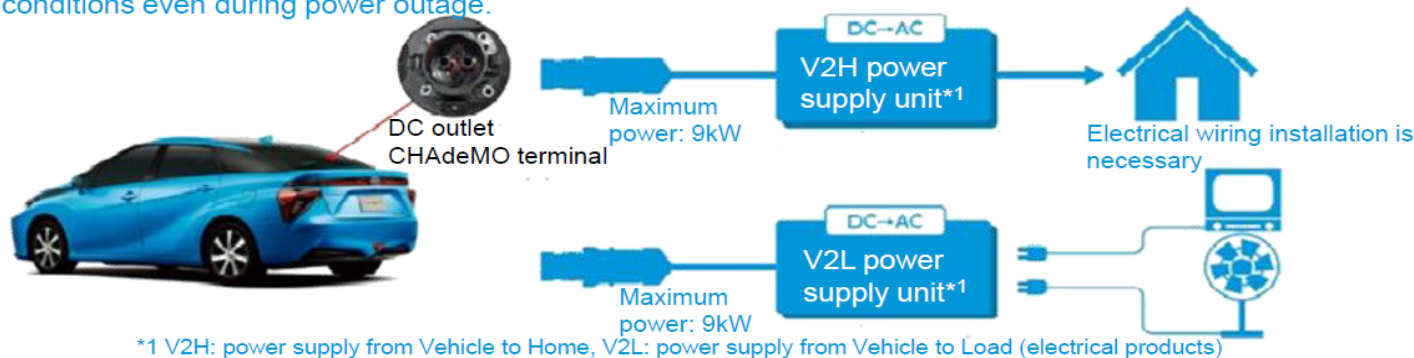 conditions even during power outage.
DC→AC
V2H power
supply unit*1
Maximum
power: 9kW
DC outlet
CHAdeMO terminal
Electrical wiring installation is
necessary
DC→AC
V2L power
supply unit*1
Maximum
power: 9kW
*1 V2H: power supply from Vehicle to Home, V2L: power supply from Vehicle to Load (electrical products)